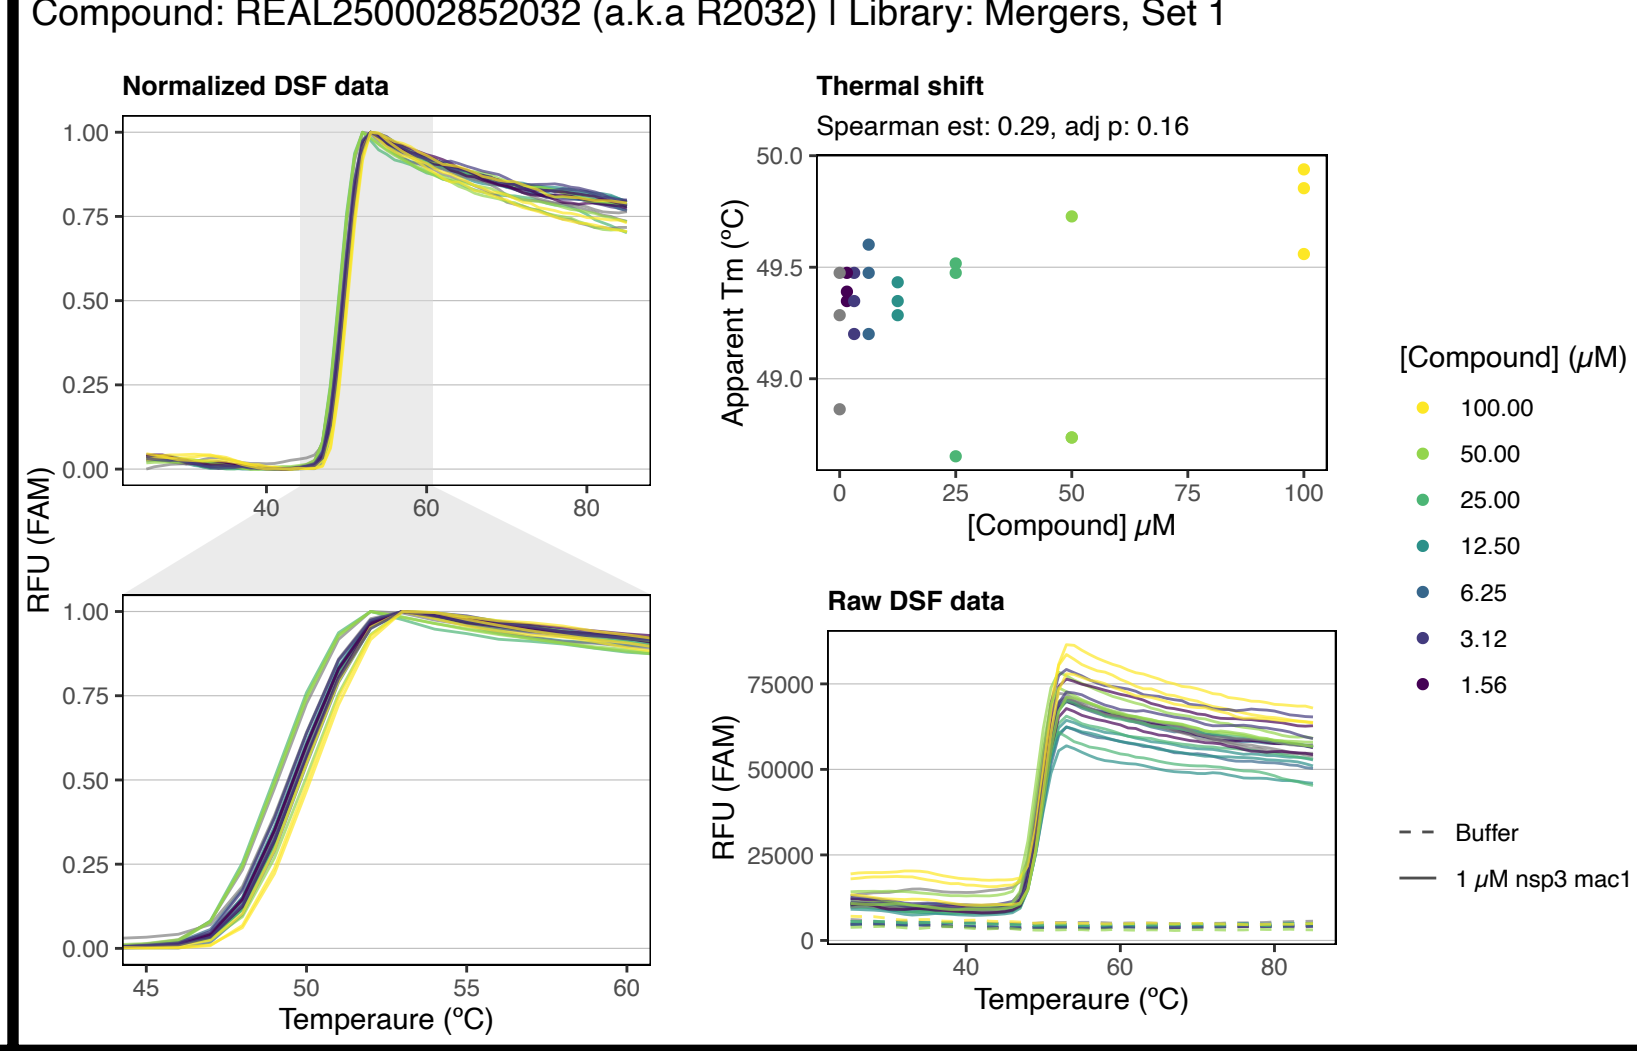 Compound: REAL250002852032 (a.k.a R2032) | Library: Mergers, Set 1
Normalized DSF data
1.00
0.75
0.50
0.25
0.00
40
60
80
RFU (FAM)
1.00
0.75
0.50
0.25
0.00
45
50
55
60
Temperaure (ºC)
Thermal shift
Spearman est: 0.29, adj p: 0.16
Apparent Tm (ºC)
50.0
49.5
49.0
0
25
50
75
100
[Compound] µM
Raw DSF data
RFU (FAM)
75000
50000
25000
0
40
60
80
Temperaure (ºC)
[Compound] (µM)
100.00
50.00
25.00
12.50
6.25
3.12
1.56
Buffer
1 µM nsp3 mac1